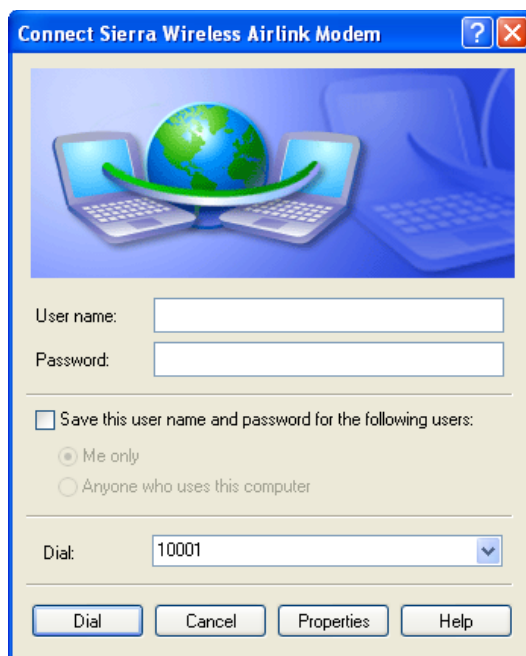 Connect Sierra Wireless Airlink Modem
User name:
Password:
Save this user name and password for the following users:
Me only
Anyone who uses this computer
Dial: 10001
Dial Cancel Properties Help